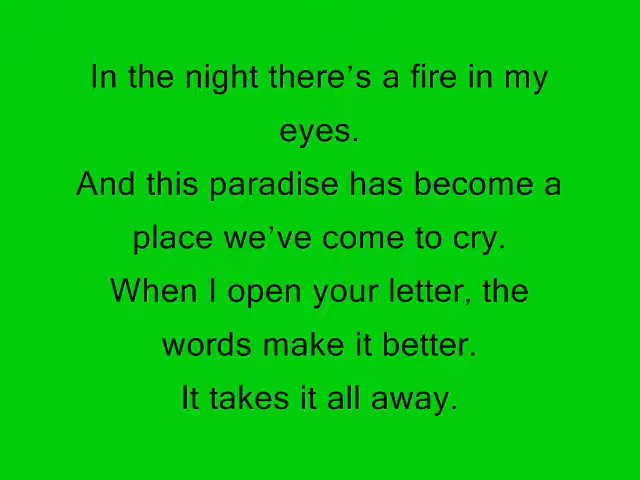 In the night there’s a fire in my
eyes.
And this paradise has become a
place we’ve come to cry.
When I open your letter, the
words make it better.
It takes it all away.